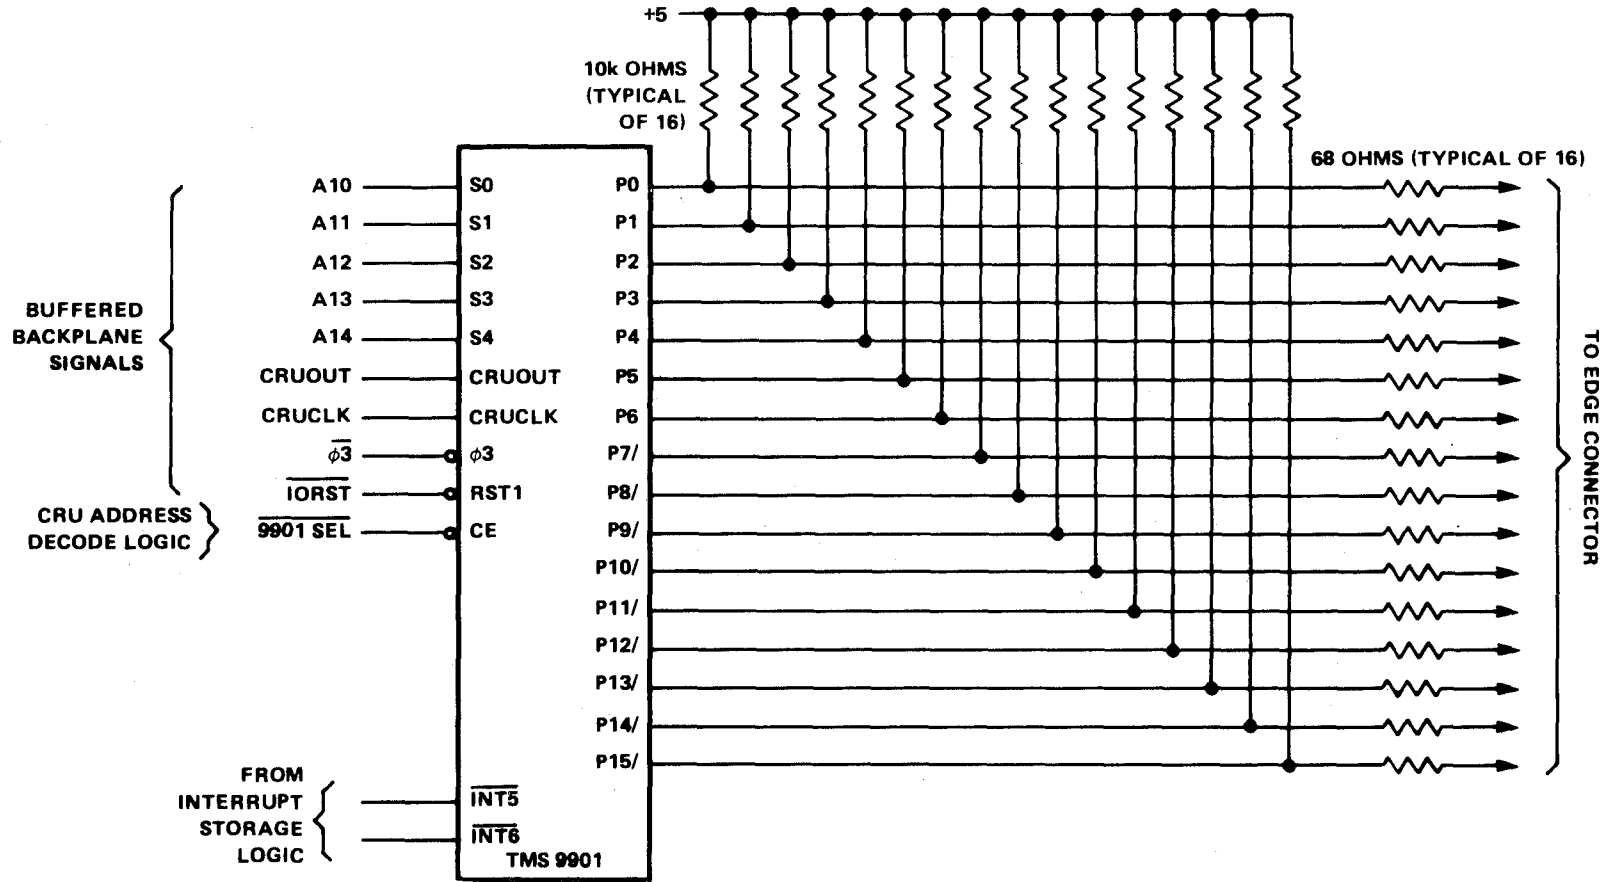 +5
10k OHMS
(TYPICAL
OF 16)
68 OHMS (TYPICAL OF 16)
A10
A11
A12
A13
A14
CRUOUT
CRUCLK
φ3
IORST
9901 SEL
BUFFERED
BACKPLANE
SIGNALS
CRU ADDRESS
DECODE LOGIC
S0
S1
S2
S3
S4
CRUOUT
CRUCLK
φ3
RST1
CE
P0
P1
P2
P3
P4
P5
P6
P7/
P8/
P9/
P10/
P11/
P12/
P13/
P14/
P15/
TO EDGE CONNECTOR
FROM
INTERRUPT
STORAGE
LOGIC
INT5
INT6
TMS 9901